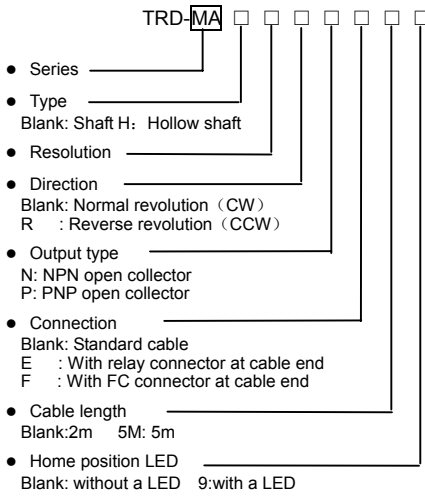 TRD-MA □ □ □ □ □ □ □
● Series
● Type
Blank: Shaft H：Hollow shaft
● Resolution
● Direction
Blank: Normal revolution（CW）
R : Reverse revolution（CCW）
● Output type
N: NPN open collector
P: PNP open collector
● Connection
Blank: Standard cable
E : With relay connector at cable end
F : With FC connector at cable end
● Cable length
Blank:2m 5M: 5m
● Home position LED
Blank: without a LED 9:with a LED